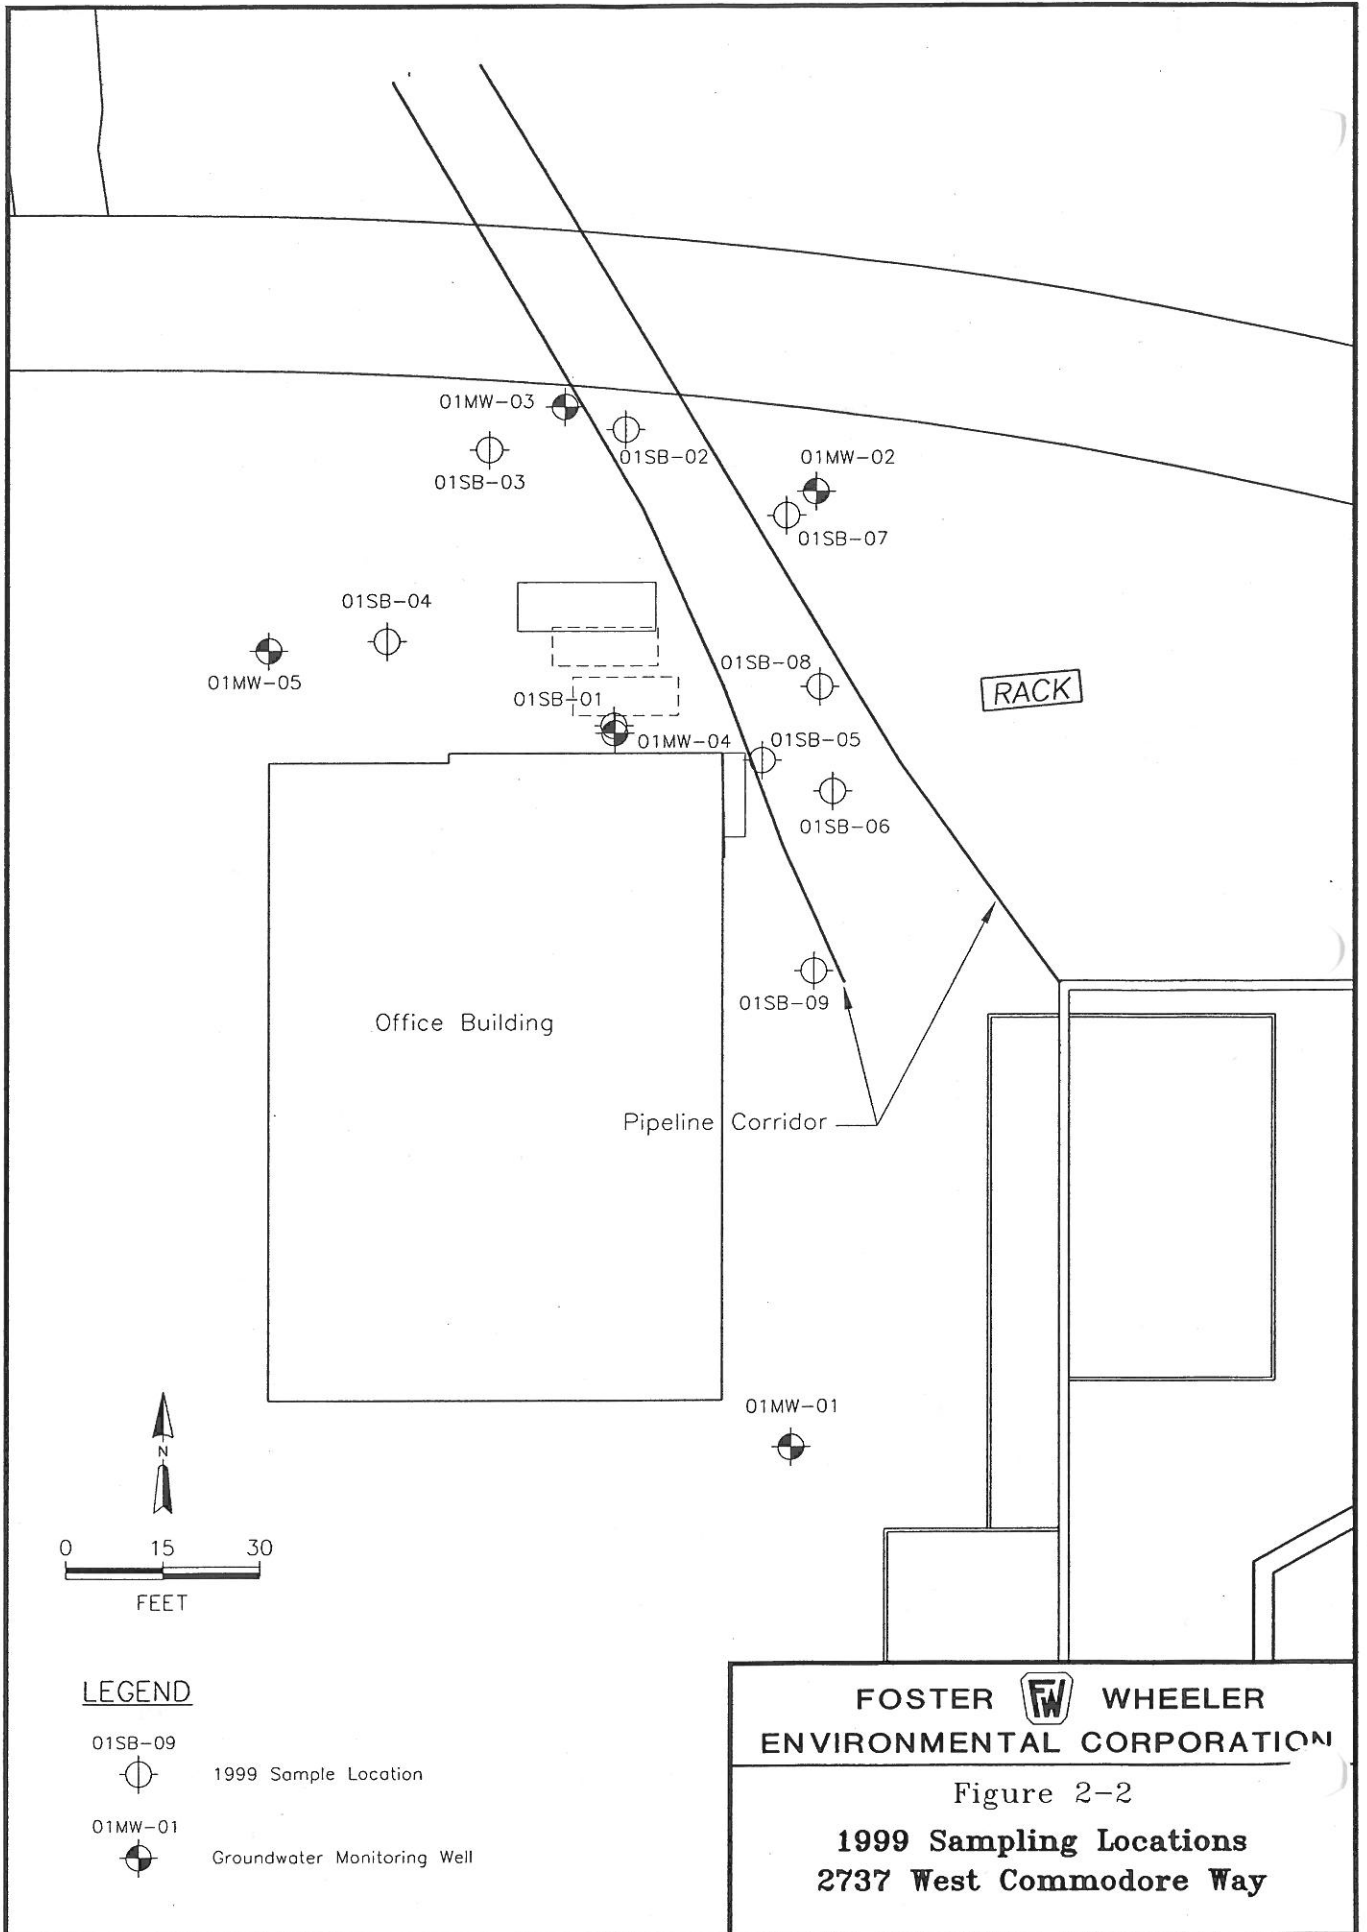 01MW-03
01SB-02
01SB-03
01MW-02
01SB-07
01SB-04
01MW-05
01SB-08
RACK
01SB-01
01MW-04
01SB-05
01SB-06
01SB-09
Office Building
Pipeline Corridor
01MW-01
N
0 15 30
FEET
LEGEND
01SB-09
1999 Sample Location
01MW-01
Groundwater Monitoring Well
FOSTER FW WHEELER
ENVIRONMENTAL CORPORATION
Figure 2-2
1999 Sampling Locations
2737 West Commodore Way